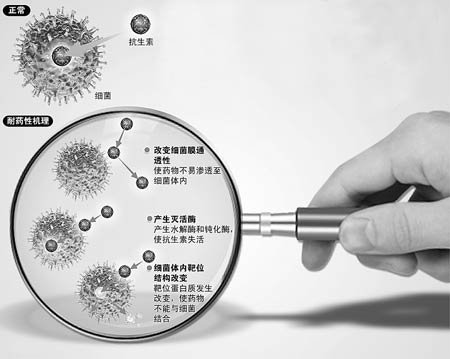 正常
抗生素
细菌
耐药性机理
改变细菌膜通
透性
使药物不易渗透至
细菌体内
产生灭活酶
产生水解酶和钝化酶，
使抗生素失活
细菌体内靶位
结构改变
靶位蛋白质发生
改变，使药物
不能与细菌
结合